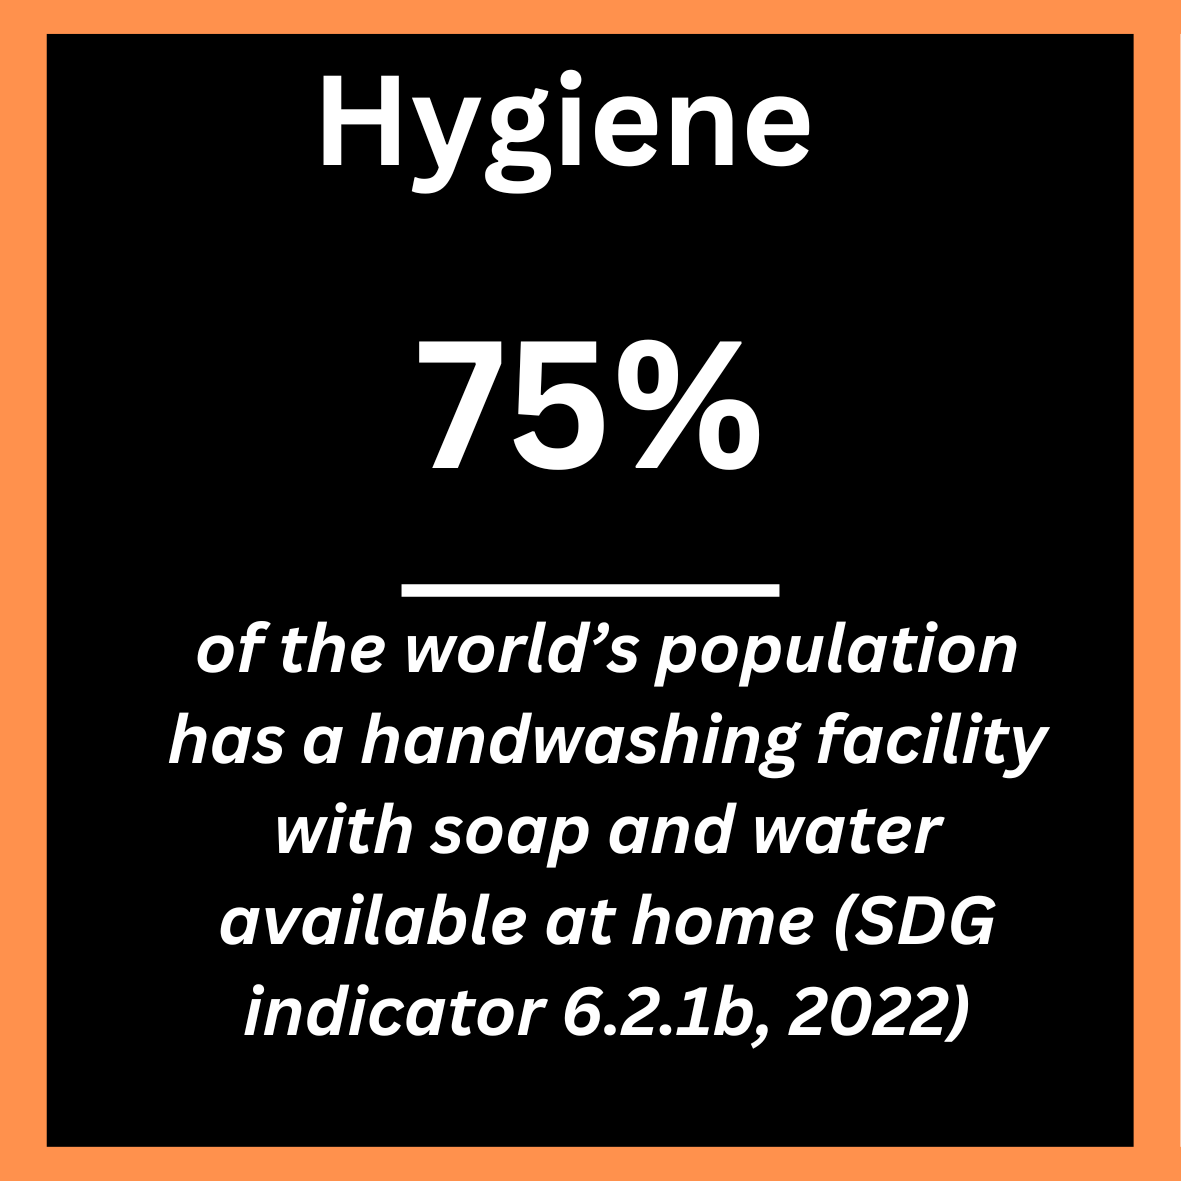 Hygiene
75%
of the world’s population
has a handwashing facility
with soap and water
available at home (SDG
indicator 6.2.1b, 2022)